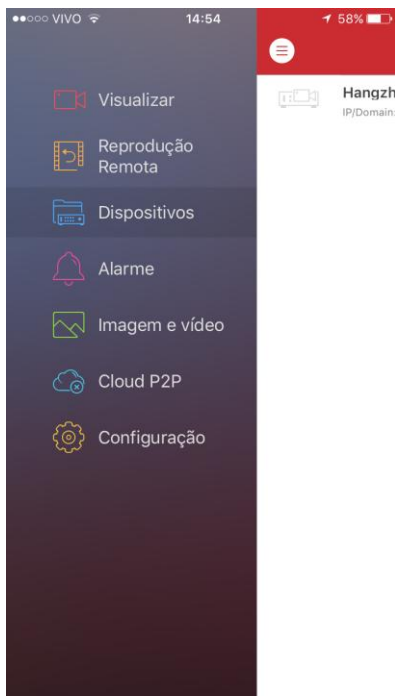 VIVO 14:54 58%
Visualizar
Hangzh
IP/Domain:
Reprodução
Remota
Dispositivos
Alarme
Imagem e vídeo
Cloud P2P
Configuração